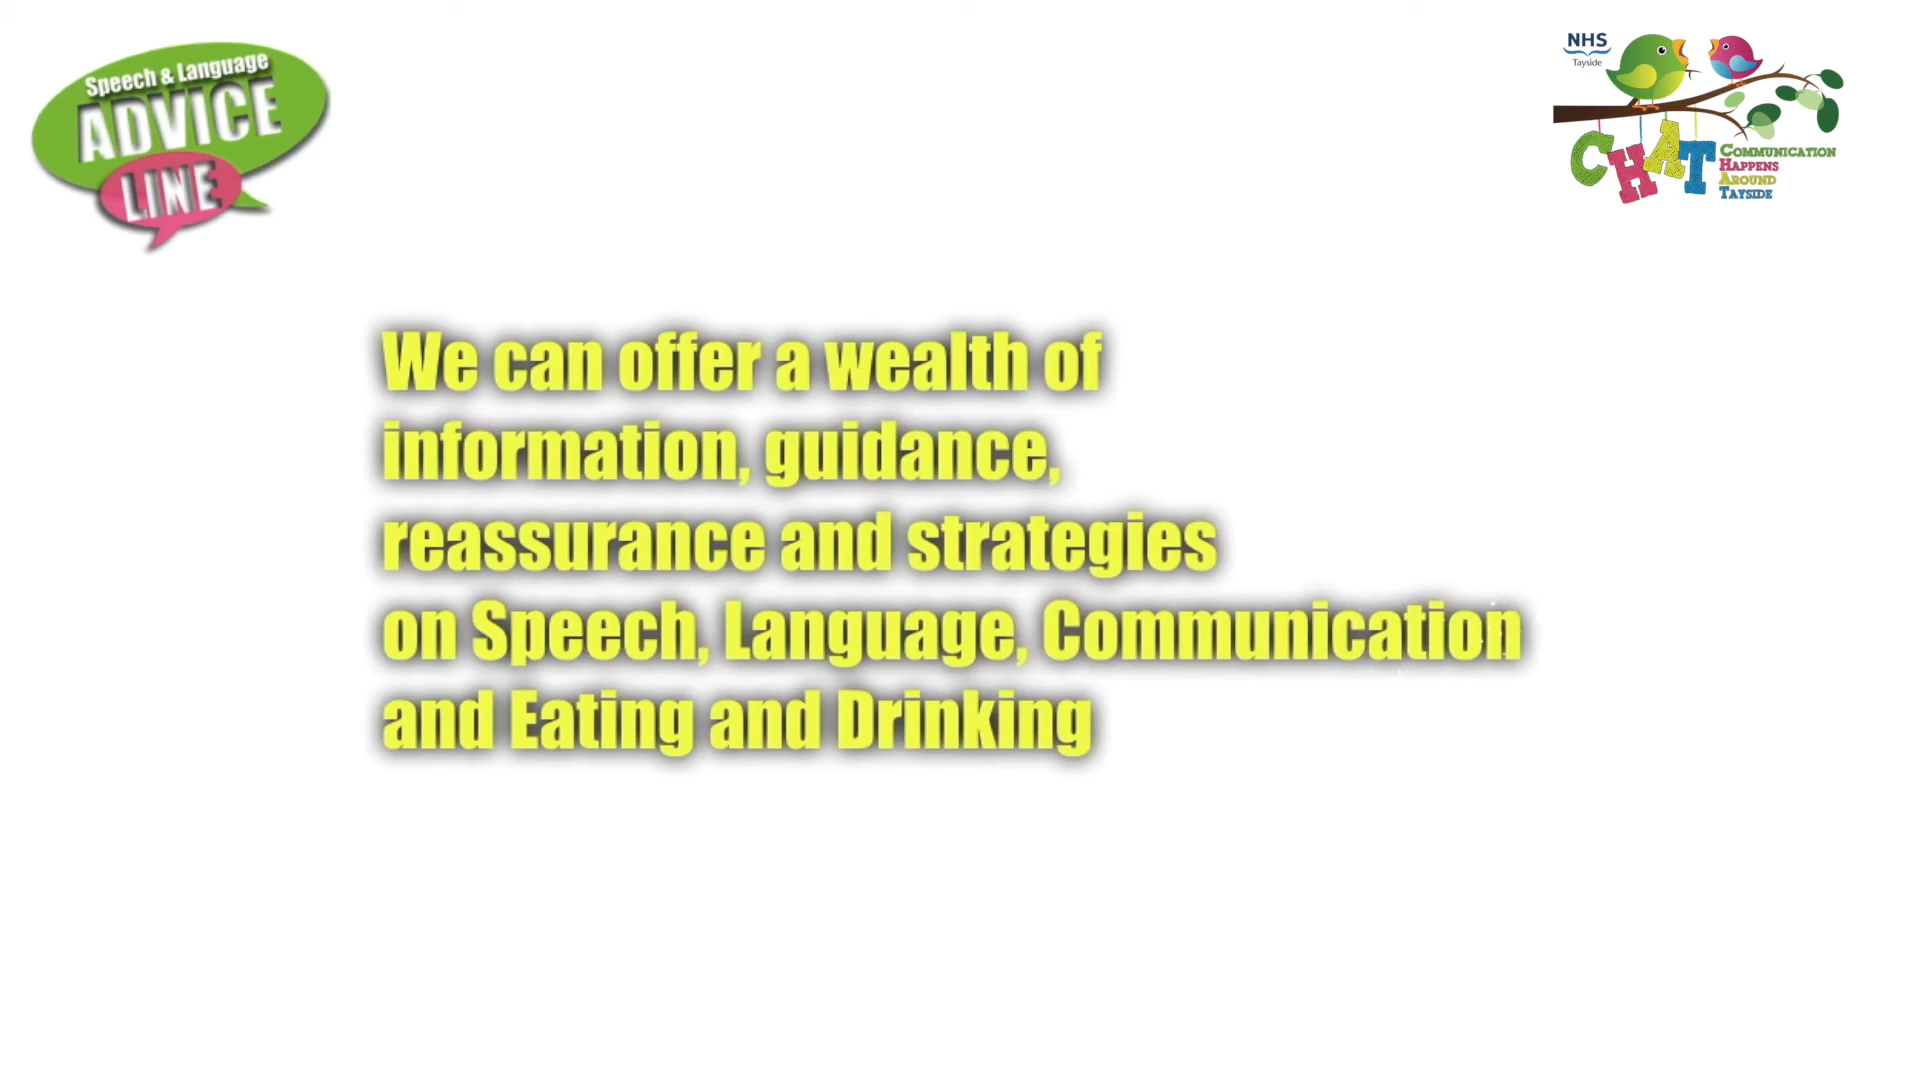 Speech & Language
ADVICE
LINE
NHS
Tayside
CHAT
COMMUNICATION
HAPPENS
AROUND
TAYSIDE
We can offer a wealth of
information, guidance,
reassurance and strategies
on Speech, Language, Communication
and Eating and Drinking